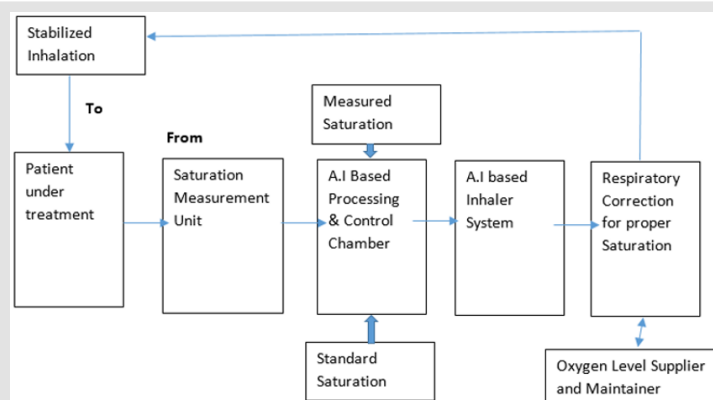 Stabilized
Inhalation
To
From
Measured
Saturation
Patient
under
treatment
Saturation
Measurement
Unit
A.I Based
Processing
& Control
Chamber
A.I based
Inhaler
System
Respiratory
Correction
for proper
Saturation
Standard
Saturation
Oxygen Level Supplier
and Maintainer